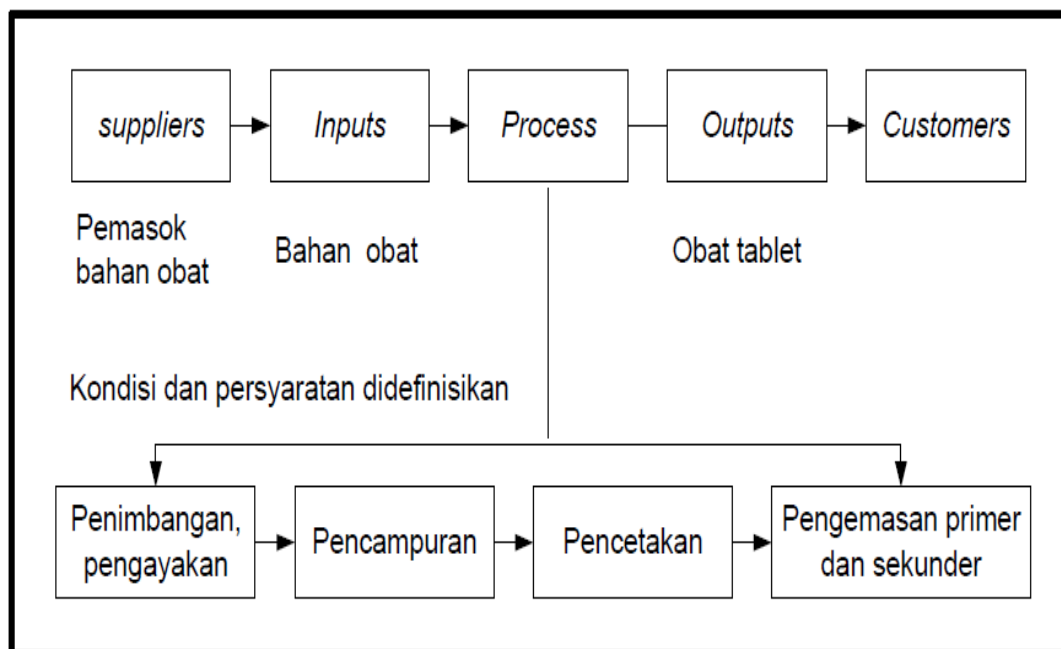 suppliers
Inputs
Process
Outputs
Customers
Pemasok
bahan obat
Bahan obat
Obat tablet
Kondisi dan persyaratan didefinisikan
Penimbangan,
pengayakan
Pencampuran
Pencetakan
Pengemasan primer
dan sekunder